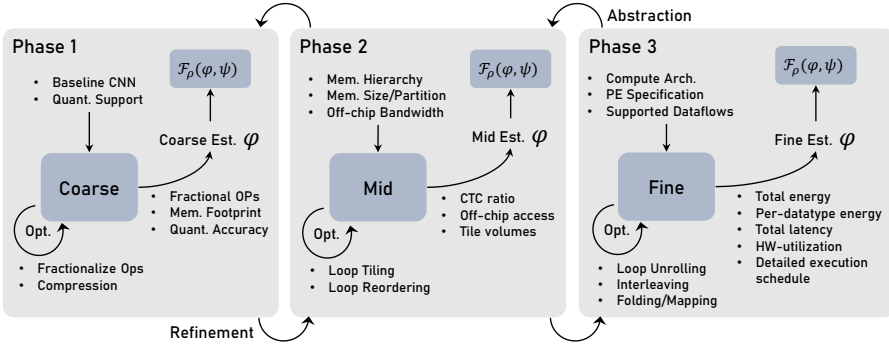 Abstraction
Phase 1
ℱρ(φ,ψ)
• Baseline CNN
• Quant. Support
Coarse Est. φ
Coarse
• Fractional OPs
• Mem. Footprint
• Quant. Accuracy
Opt.
• Fractionalize Ops
• Compression
Phase 2
ℱρ(φ,ψ)
• Mem. Hierarchy
• Mem. Size/Partition
• Off-chip Bandwidth
Mid Est. φ
Mid
• CTC ratio
• Off-chip access
• Tile volumes
Opt.
• Loop Tiling
• Loop Reordering
Phase 3
ℱρ(φ,ψ)
• Compute Arch.
• PE Specification
• Supported Dataflows
Fine Est. φ
Fine
• Total energy
• Per-datatype energy
• Total latency
• HW-utilization
• Detailed execution
schedule
Opt.
• Loop Unrolling
• Interleaving
• Folding/Mapping
Refinement